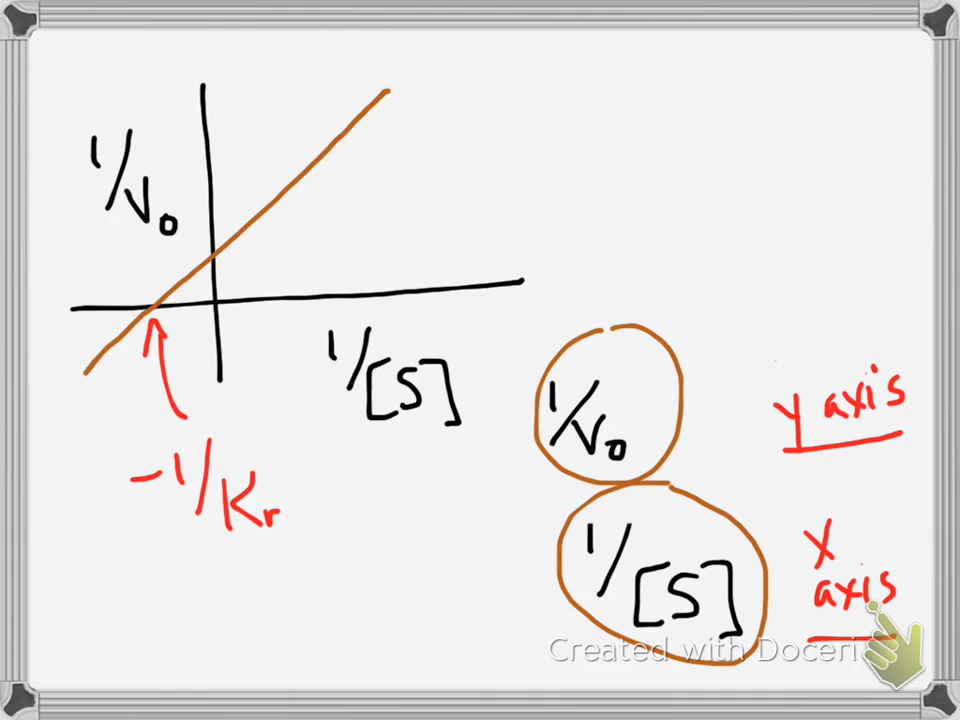 1/V₀
1/[S]
-1/Kr
1/V₀
y axis
1/[S]
x
axis
Created with Doceri